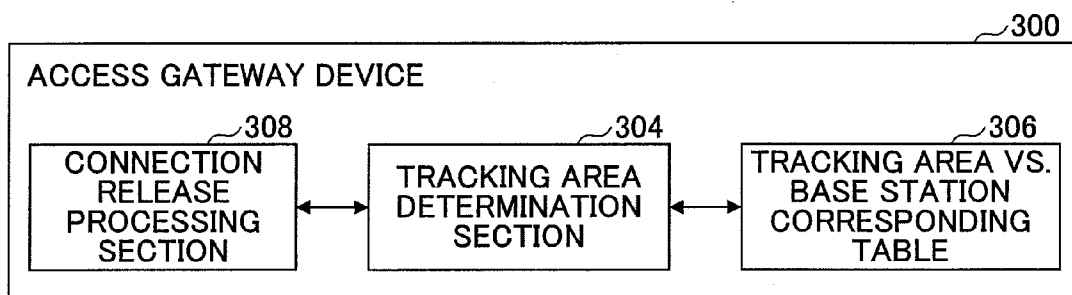 300
ACCESS GATEWAY DEVICE
308
CONNECTION
RELEASE
PROCESSING
SECTION
304
TRACKING AREA
DETERMINATION
SECTION
306
TRACKING AREA VS.
BASE STATION
CORRESPONDING
TABLE